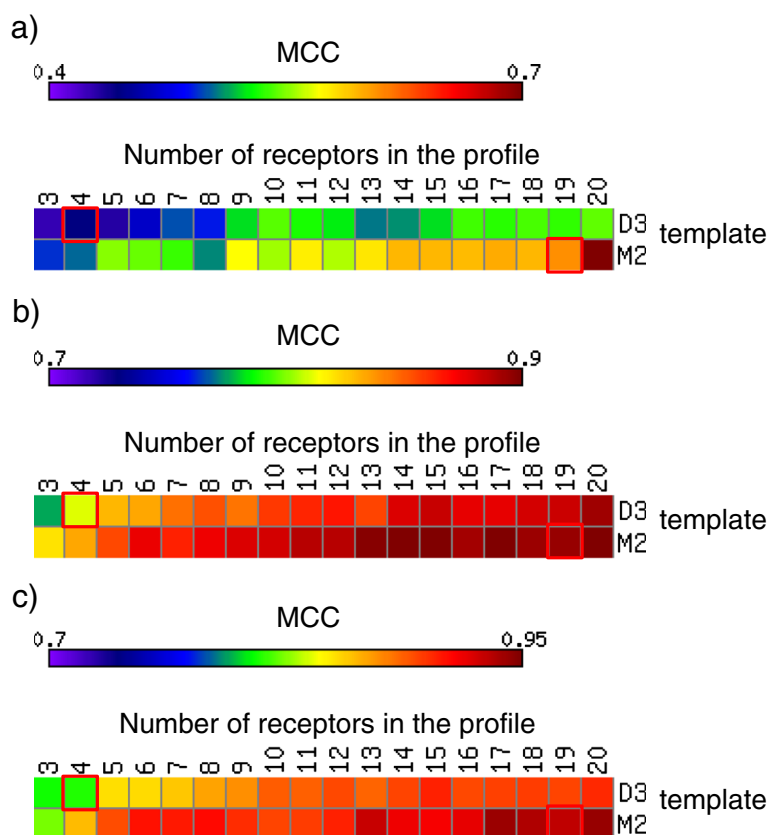 a)
MCC
0.4 0.7
Number of receptors in the profile
3 4 5 6 7 8 9 10 11 12 13 14 15 16 17 18 19 20
D3
template
M2
b)
MCC
0.7 0.9
Number of receptors in the profile
3 4 5 6 7 8 9 10 11 12 13 14 15 16 17 18 19 20
D3
template
M2
c)
MCC
0.7 0.95
Number of receptors in the profile
3 4 5 6 7 8 9 10 11 12 13 14 15 16 17 18 19 20
D3
template
M2